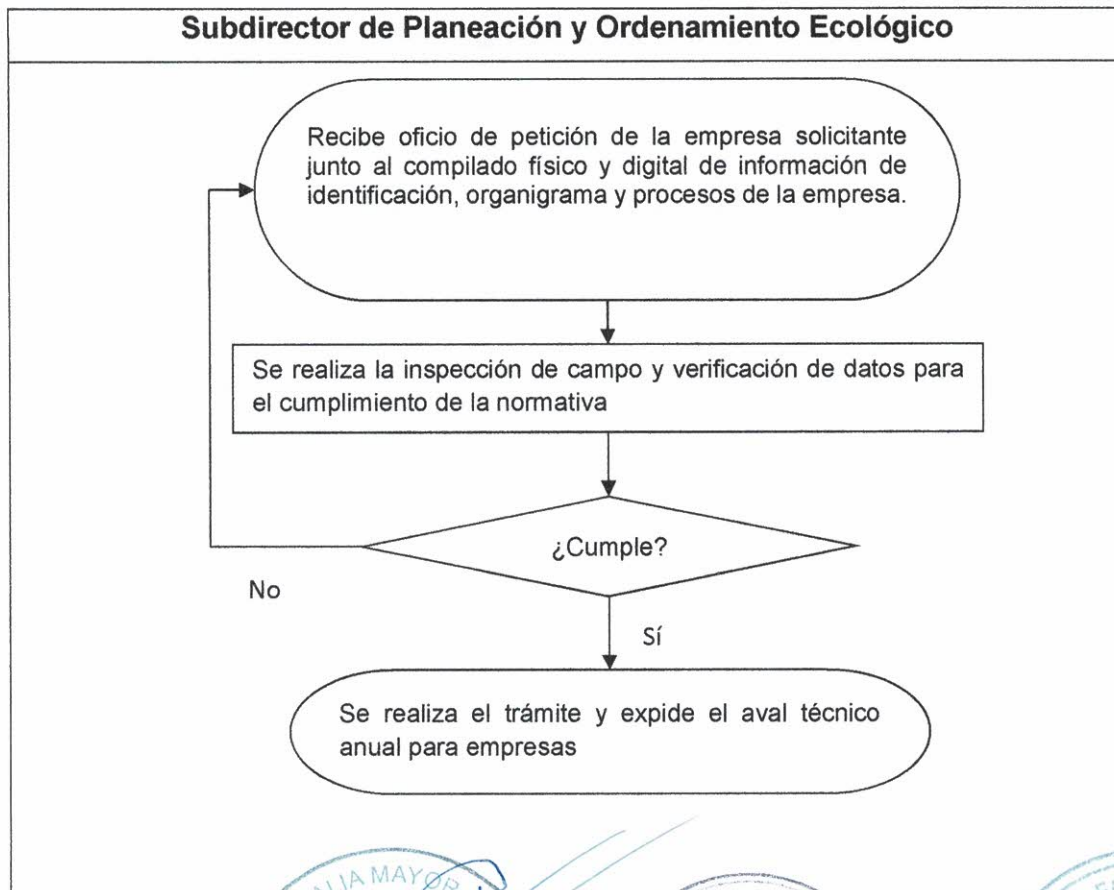 Subdirector de Planeación y Ordenamiento Ecológico
Recibe oficio de petición de la empresa solicitante
junto al compilado físico y digital de información de
identificación, organigrama y procesos de la empresa.
Se realiza la inspección de campo y verificación de datos para
el cumplimiento de la normativa
¿Cumple?
No
Sí
Se realiza el trámite y expide el aval técnico
anual para empresas
MAYOR